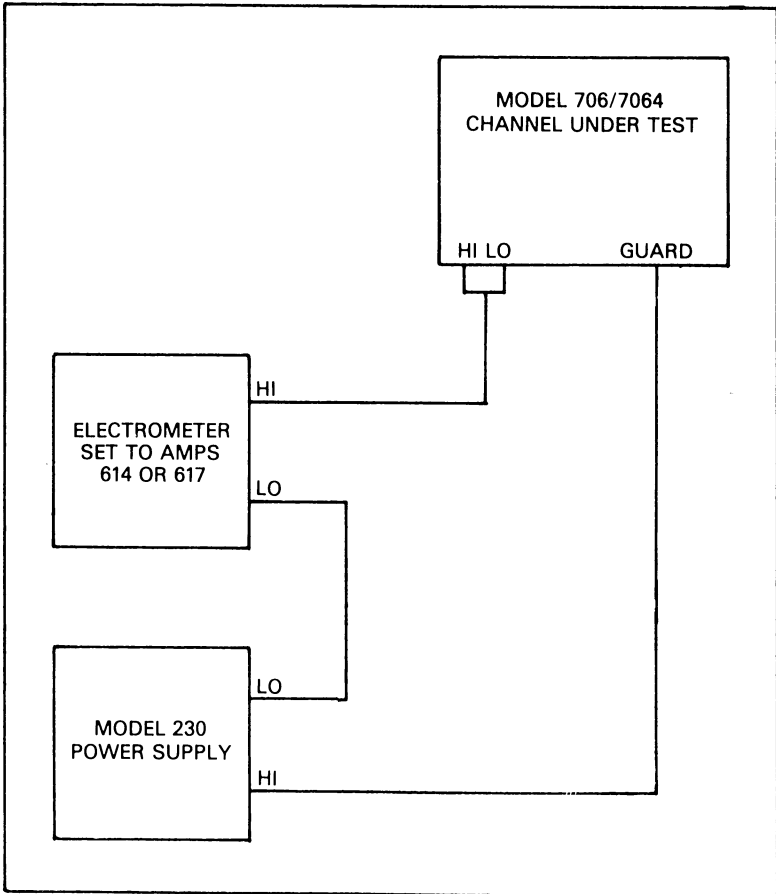 MODEL 706/7064
CHANNEL UNDER TEST
HI LO
GUARD
HI
ELECTROMETER
SET TO AMPS
614 OR 617
LO
LO
MODEL 230
POWER SUPPLY
HI